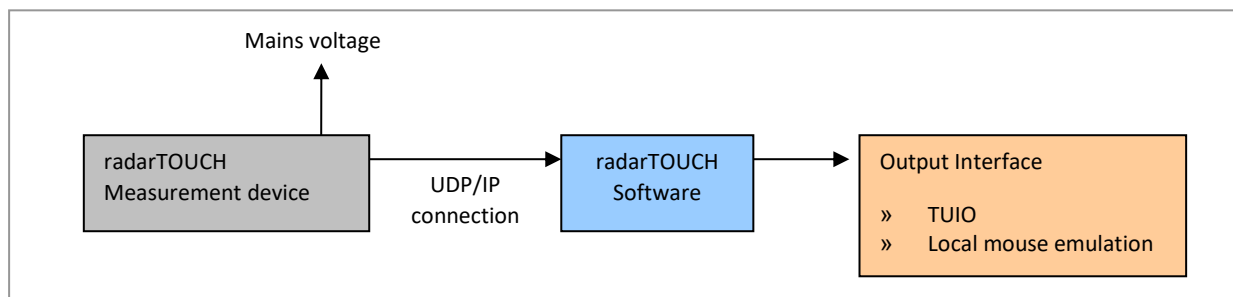 Mains voltage
radarTOUCH
Measurement device
UDP/IP
connection
radarTOUCH
Software
Output Interface
» TUIO
» Local mouse emulation